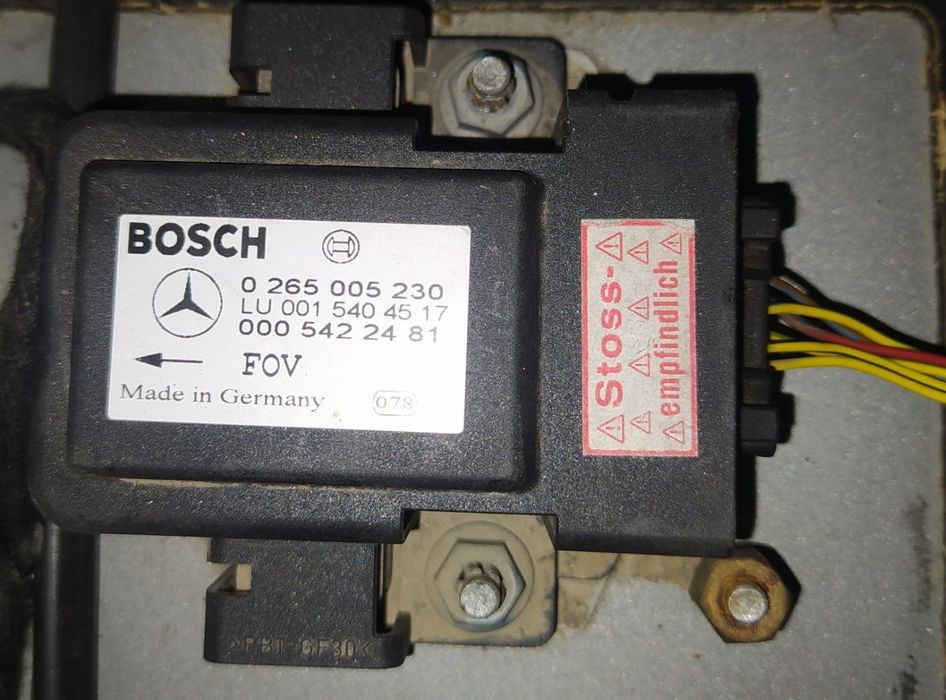 BOSCH
0 265 005 230
LU 001 540 45 17
000 542 24 81
FOV
Made in Germany
078
Stoss-
empfindlich